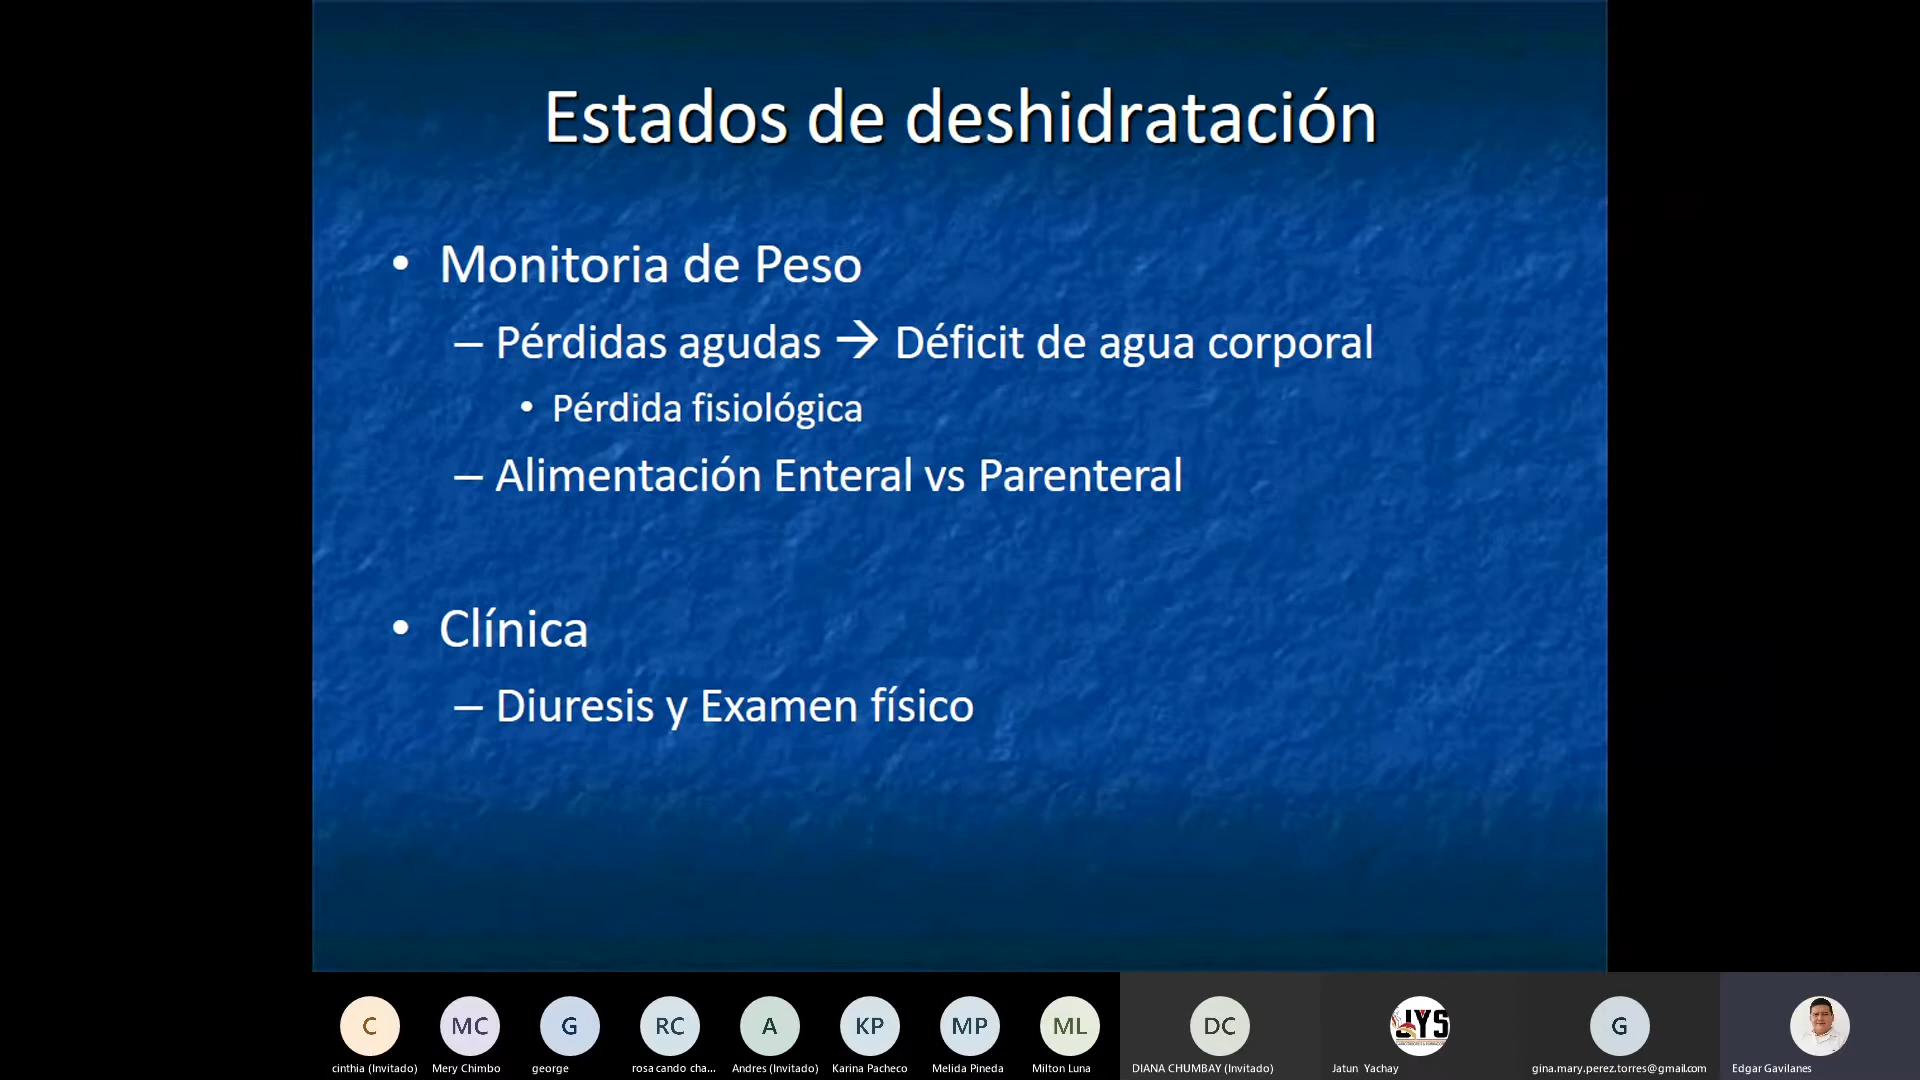 Estados de deshidratación
• Monitoria de Peso
– Pérdidas agudas → Déficit de agua corporal
• Pérdida fisiológica
– Alimentación Enteral vs Parenteral
• Clínica
– Diuresis y Examen físico
C MC G RC A KP MP ML DC JYS G
cinthia (Invitado) Mery Chimbo george rosa cando cha... Andres (Invitado) Karina Pacheco Melida Pineda Milton Luna DIANA CHUMBAY (Invitado) Jatun Yachay gina.mary.perez.torres@gmail.com Edgar Gavilanes